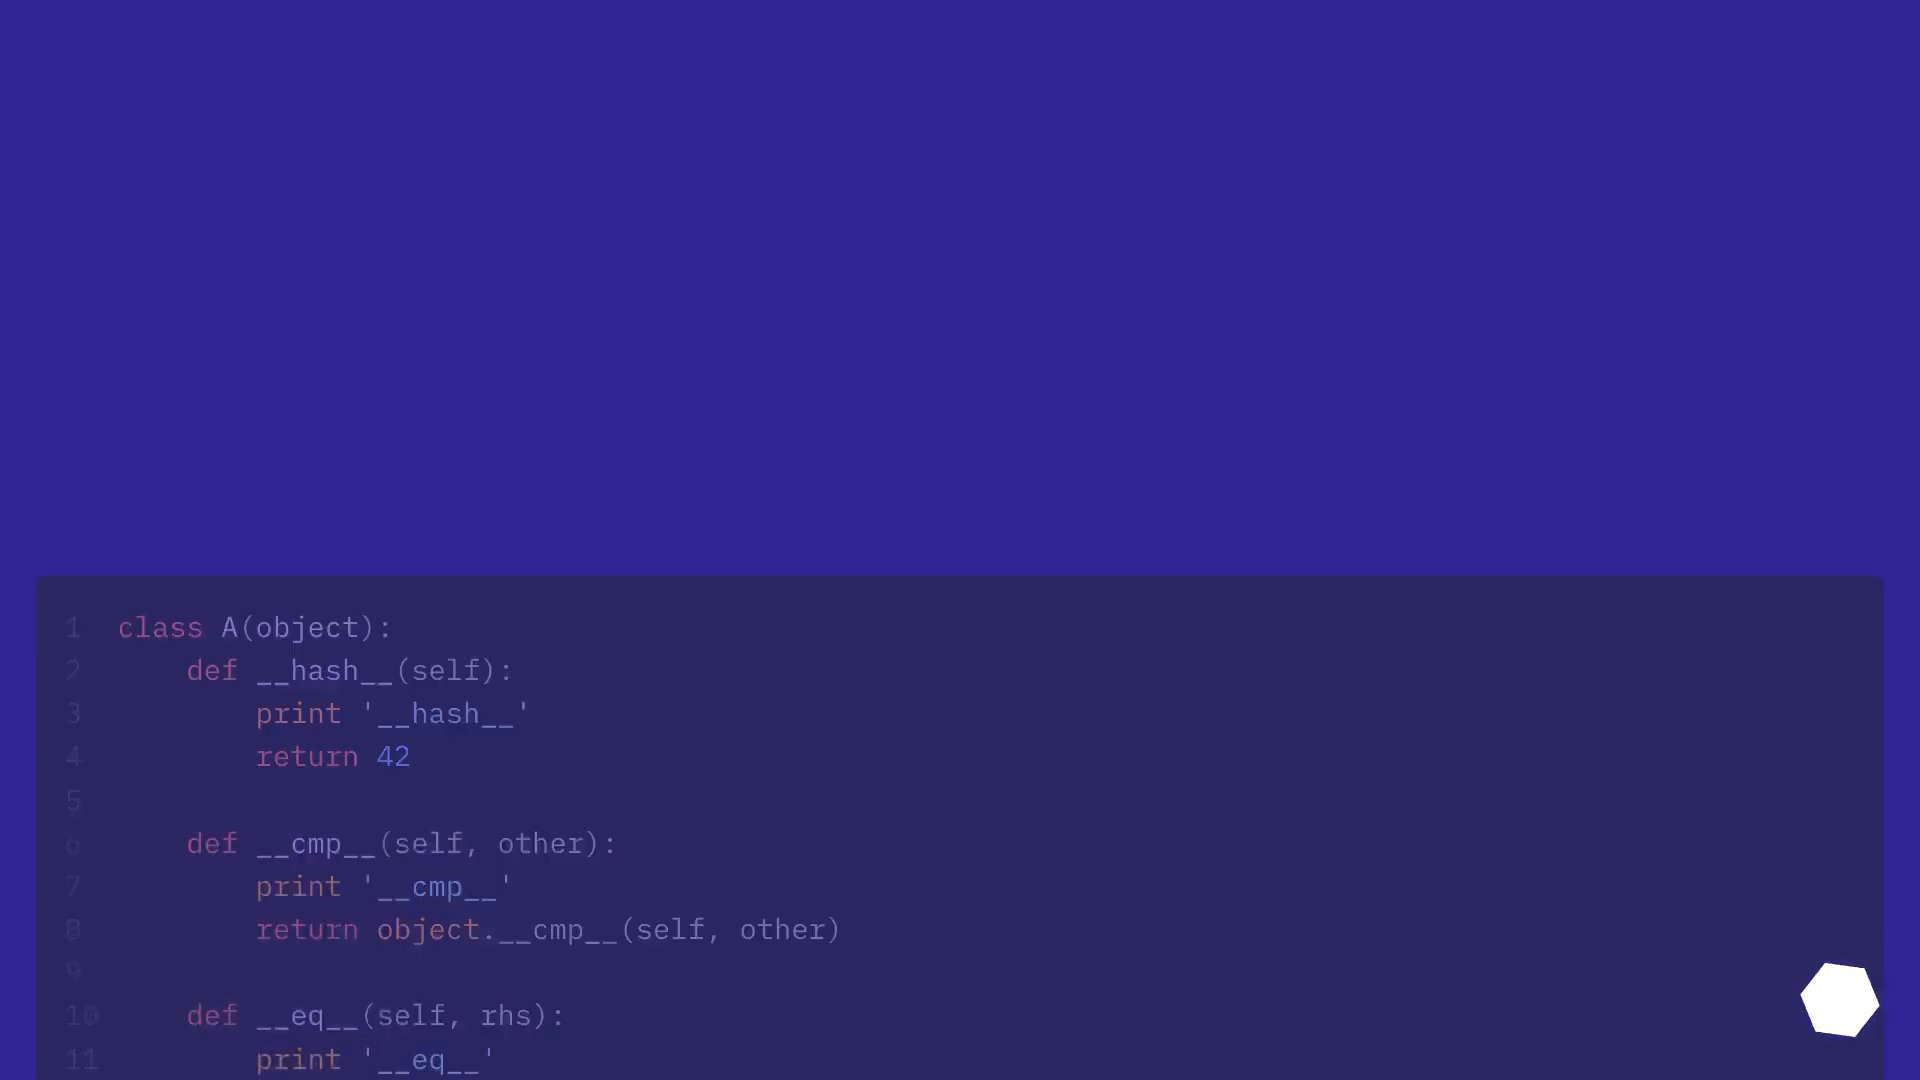 1 class A(object):
2 def __hash__(self):
3 print '__hash__'
4 return 42
5
6 def __cmp__(self, other):
7 print '__cmp__'
8 return object.__cmp__(self, other)
9
10 def __eq__(self, rhs):
11 print '__eq__'